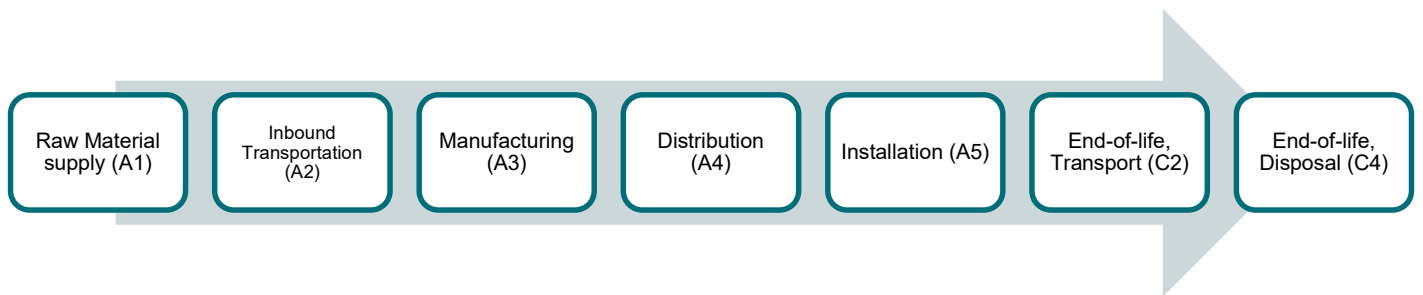 Raw Material
supply (A1)
Inbound
Transportation
(A2)
Manufacturing
(A3)
Distribution
(A4)
Installation (A5)
End-of-life,
Transport (C2)
End-of-life,
Disposal (C4)